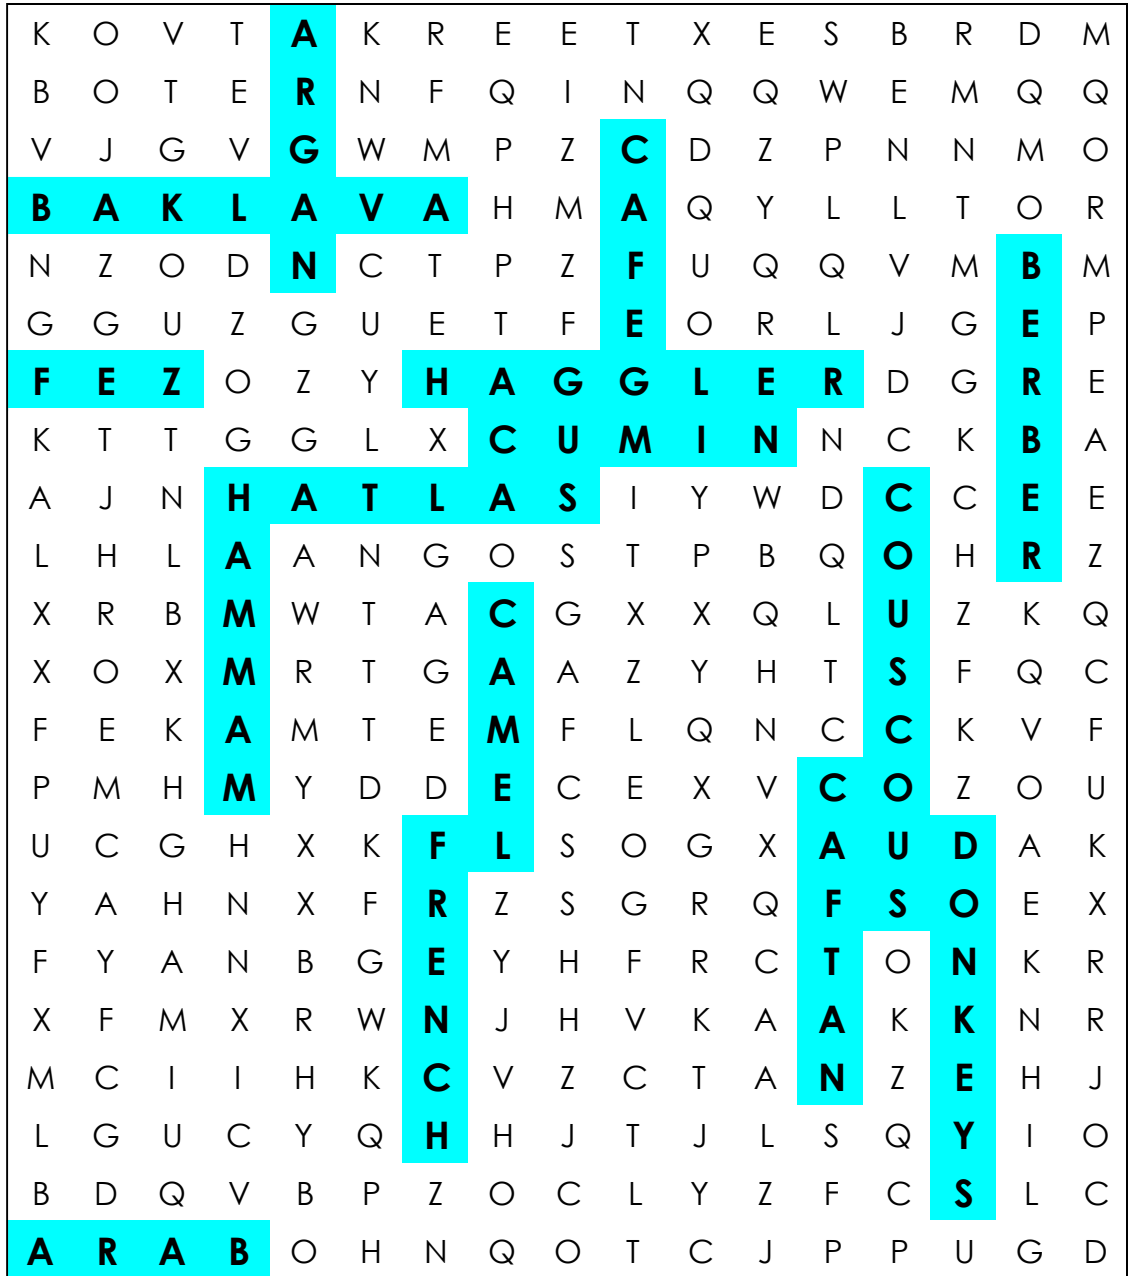 K O V T A K R E E T X E S B R D M
B O T E R N F Q I N Q Q W E M Q Q
V J G V G W M P Z C D Z P N N M O
B A K L A V A H M A Q Y L L T O R
N Z O D N C T P Z F U Q Q V M B M
G G U Z G U E T F E O R L J G E P
F E Z O Z Y H A G G L E R D G R E
K T T G G L X C U M I N N C K B A
A J N H A T L A S I Y W D C C E E
L H L A A N G O S T P B Q O H R Z
X R B M W T A C G X X Q L U Z K Q
X O X M R T G A A Z Y H T S F Q C
F E K A M T E M F L Q N C C K V F
P M H M Y D D E C E X V C O Z O U
U C G H X K F L S O G X A U D A K
Y A H N X F R Z S G R Q F S O E X
F Y A N B G E Y H F R C T O N K R
X F M X R W N J H V K A A K K N R
M C I I H K C V Z C T A N Z E H J
L G U C Y Q H H J T J L S Q Y I O
B D Q V B P Z O C L Y Z F C S L C
A R A B O H N Q O T C J P P U G D